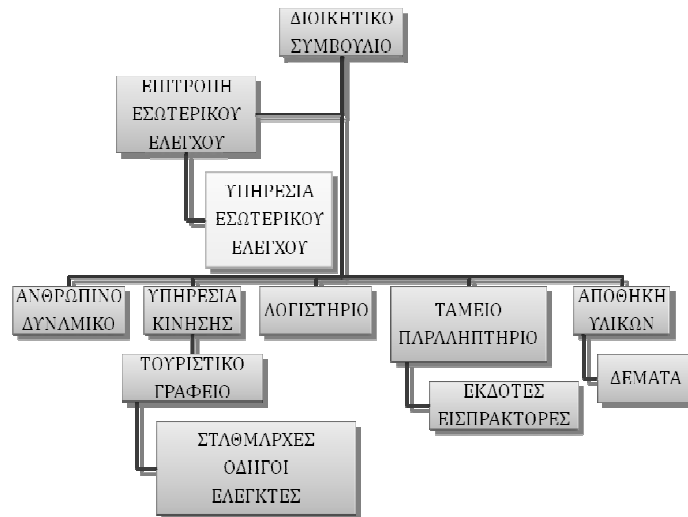 ΔΙΟΙΚΗΤΙΚΟ
ΣΥΜΒΟΥΛΙΟ
ΕΠΙΤΡΟΠΗ
ΕΣΩΤΕΡΙΚΟΥ
ΕΛΕΓΧΟΥ
ΥΠΗΡΕΣΙΑ
ΕΣΩΤΕΡΙΚΟΥ
ΕΛΕΓΧΟΥ
ΑΝΘΡΩΠΙΝΟ
ΔΥΝΑΜΙΚΟ
ΥΠΗΡΕΣΙΑ
ΚΙΝΗΣΗΣ
ΛΟΓΙΣΤΗΡΙΟ
ΤΑΜΕΙΟ
ΠΑΡΑΛΗΠΤΗΡΙΟ
ΑΠΟΘΗΚΗ
ΥΛΙΚΩΝ
ΤΟΥΡΙΣΤΙΚΟ
ΓΡΑΦΕΙΟ
ΕΚΔΟΤΕΣ
ΕΙΣΠΡΑΚΤΟΡΕΣ
ΔΕΜΑΤΑ
ΣΤΑΘΜΑΡΧΕΣ
ΟΔΗΓΟΙ
ΕΛΕΓΚΤΕΣ